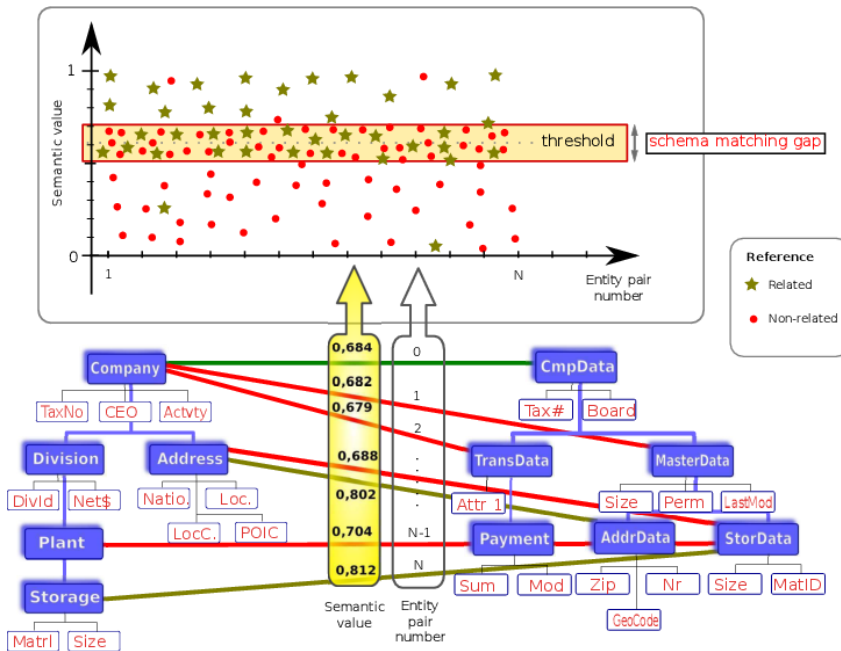 1
threshold
schema matching gap
Semantic value
0
1
N
Entity pair
number
Reference
Related
Non-related
0,684
0
Company
CmpData
0,682
1
TaxNo
CEO
Actvty
0,679
Tax#
Board
2
Division
Address
0,688
TransData
MasterData
DivId
Net$
Natio.
Loc.
0,802
Attr 1
Size
Perm
LastMod
LocC.
POIC
Plant
0,704
N-1
Payment
AddrData
StorData
0,812
N
Storage
Sum
Mod
Zip
Nr
Size
MatID
Matrl
Size
Semantic
value
Entity
pair
number
GeoCode